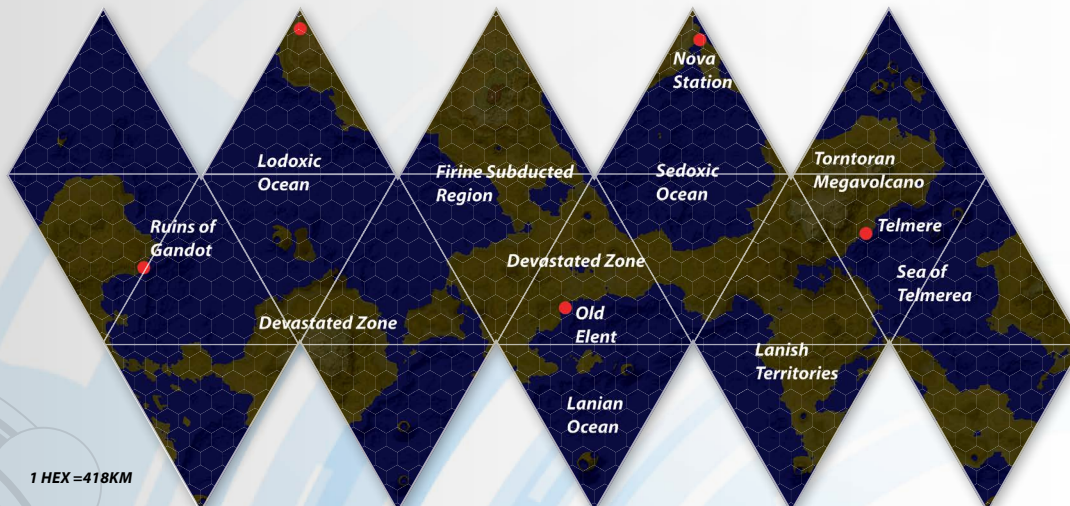 Nova
Station
Lodoxic
Ocean
Firine Subducted
Region
Sedoxic
Ocean
Torntoran
Megavolcano
Ruins of
Gandot
Telmere
Devastated Zone
Sea of
Telmerea
Devastated Zone
Old
Elent
Lanish
Territories
Lanian
Ocean
1 HEX =418KM